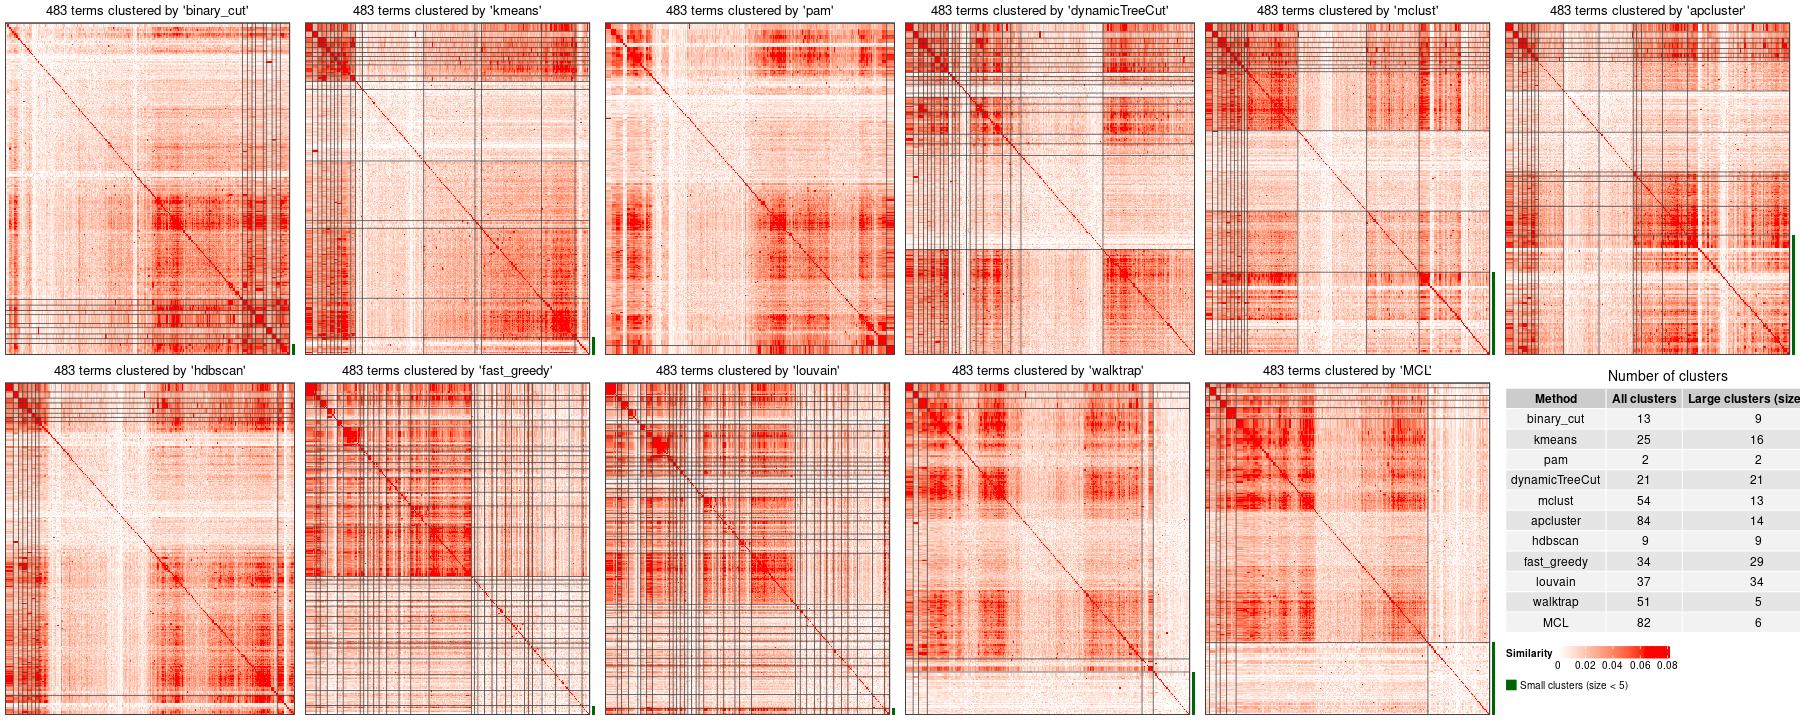 483 terms clustered by 'binary_cut'
483 terms clustered by 'kmeans'
483 terms clustered by 'pam'
483 terms clustered by 'dynamicTreeCut'
483 terms clustered by 'mclust'
483 terms clustered by 'apcluster'
483 terms clustered by 'hdbscan'
483 terms clustered by 'fast_greedy'
483 terms clustered by 'louvain'
483 terms clustered by 'walktrap'
483 terms clustered by 'MCL'
Number of clusters
Method All clusters Large clusters (size
binary_cut 13 9
kmeans 25 16
pam 2 2
dynamicTreeCut 21 21
mclust 54 13
apcluster 84 14
hdbscan 9 9
fast_greedy 34 29
louvain 37 34
walktrap 51 5
MCL 82 6
Similarity
0 0.02 0.04 0.06 0.08
Small clusters (size < 5)